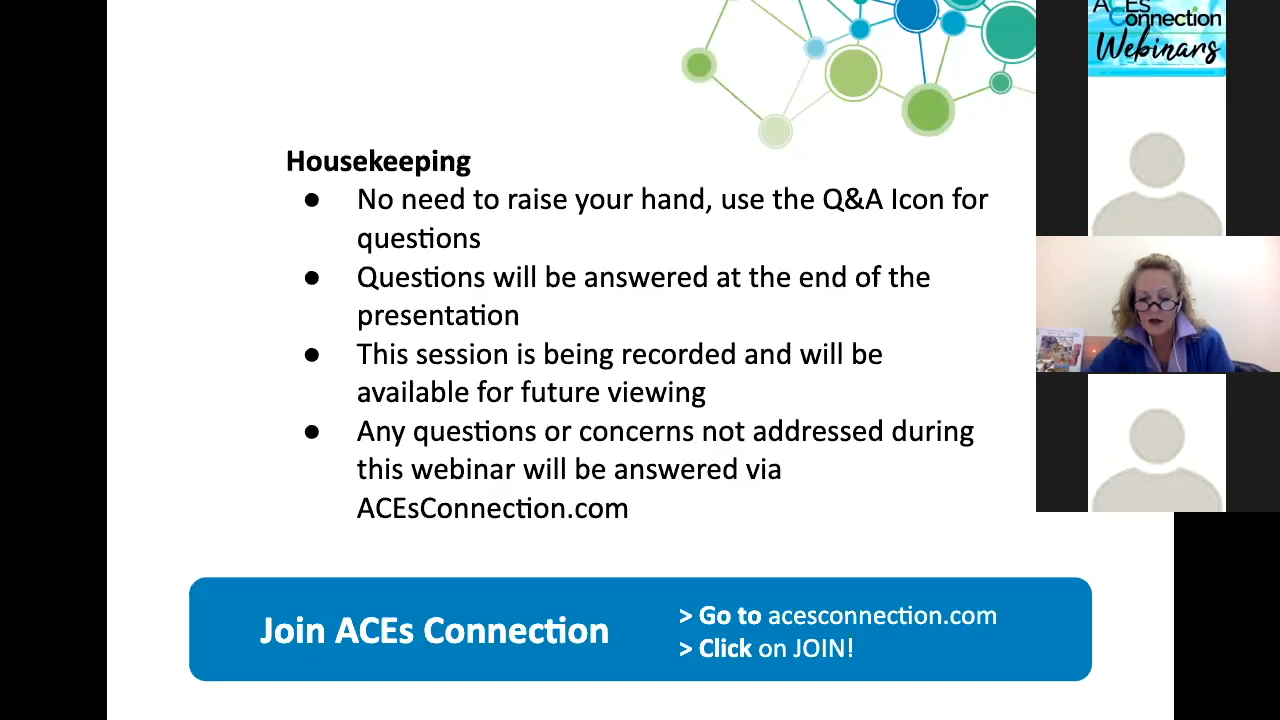 ACEs
Connection
Webinars
Housekeeping
● No need to raise your hand, use the Q&A Icon for
questions
● Questions will be answered at the end of the
presentation
● This session is being recorded and will be
available for future viewing
● Any questions or concerns not addressed during
this webinar will be answered via
ACEsConnection.com
Join ACEs Connection
> Go to acesconnection.com
> Click on JOIN!